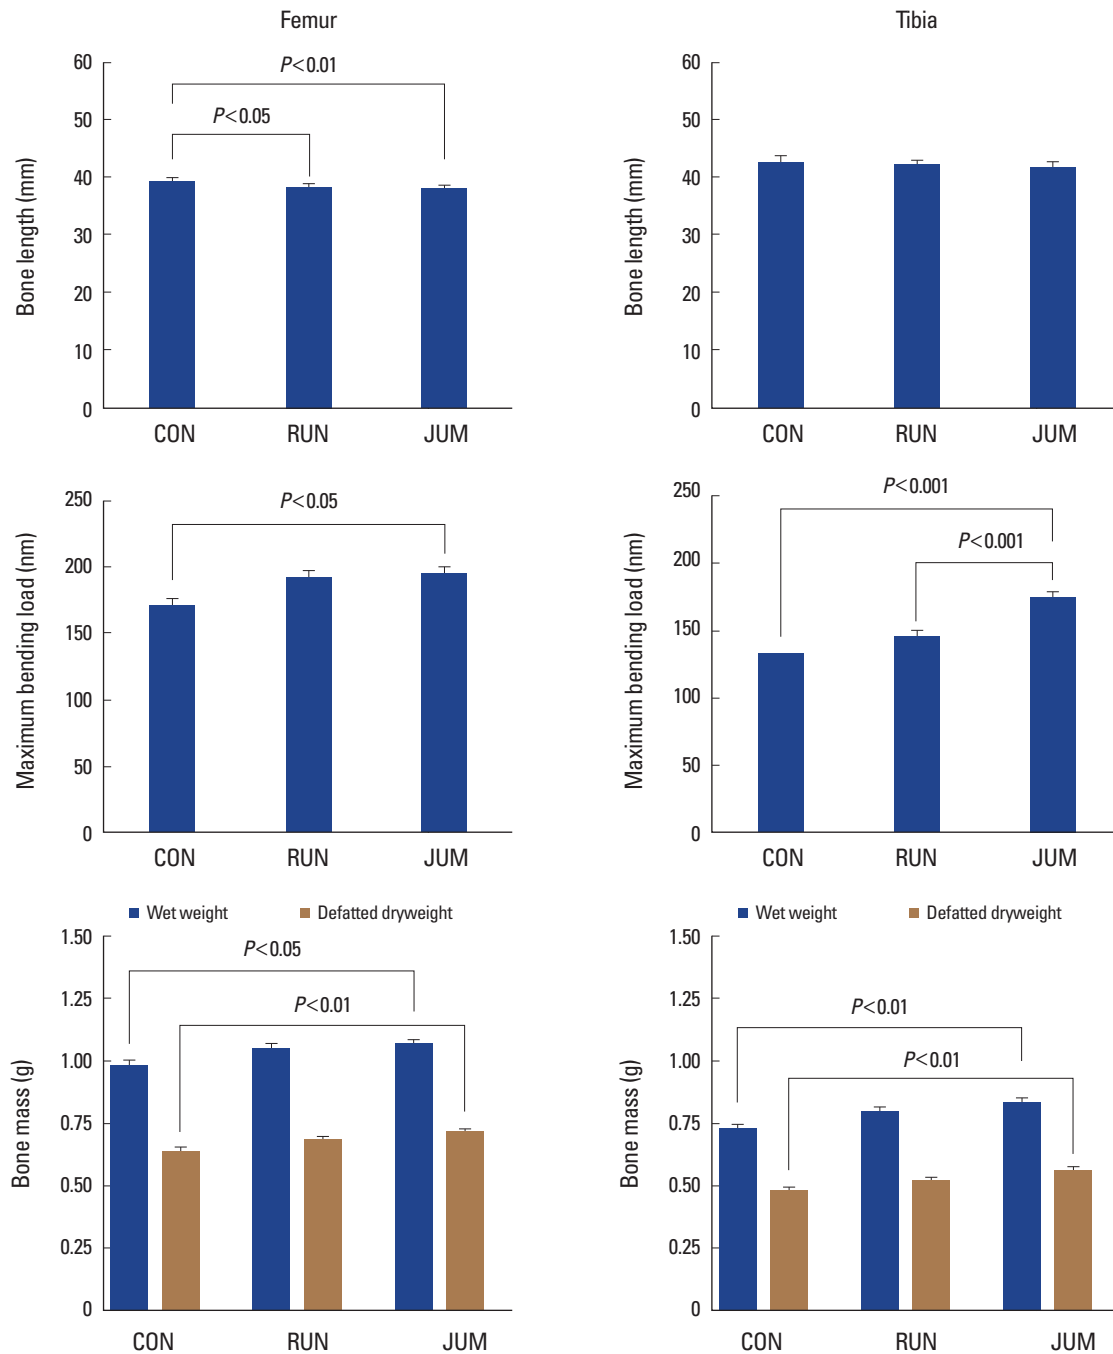 Femur
Bone length (mm)
60
50
40
30
20
10
0
P<0.01
P<0.05
CON RUN JUM
Tibia
Bone length (mm)
60
50
40
30
20
10
0
CON RUN JUM
Maximum bending load (nm)
250
200
150
100
50
0
P<0.05
CON RUN JUM
Maximum bending load (nm)
250
200
150
100
50
0
P<0.001
P<0.001
CON RUN JUM
Wet weight Defatted dryweight
Bone mass (g)
1.50
1.25
1.00
0.75
0.50
0.25
0
P<0.05
P<0.01
CON RUN JUM
Wet weight Defatted dryweight
Bone mass (g)
1.50
1.25
1.00
0.75
0.50
0.25
0
P<0.01
P<0.01
CON RUN JUM